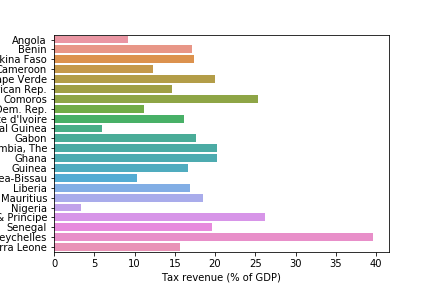 Angola
Benin
kina Faso
Cameroon
ape Verde
ican Rep.
Comoros
Dem. Rep.
te d'Ivoire
al Guinea
Gabon
mbia, The
Ghana
Guinea
ea-Bissau
Liberia
Mauritius
Nigeria
& Principe
Senegal
eychelles
rra Leone
0 5 10 15 20 25 30 35 40
Tax revenue (% of GDP)